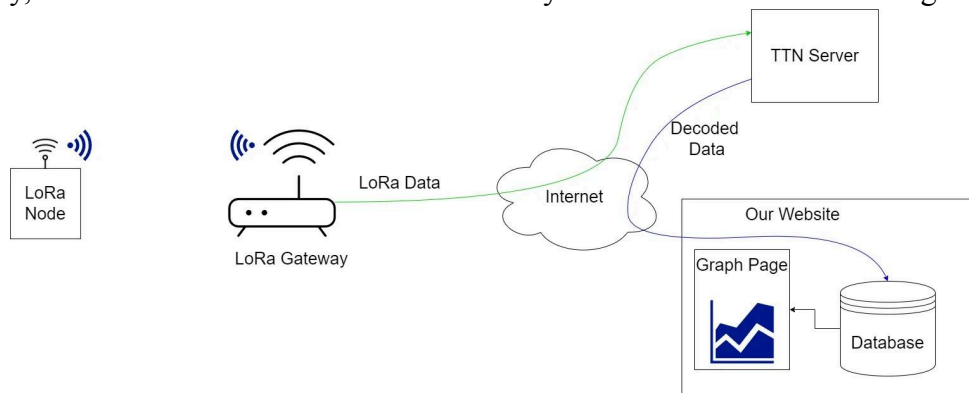 TTN Server
Decoded
Data
LoRa
Node
LoRa Data
Internet
LoRa Gateway
Our Website
Graph Page
Database